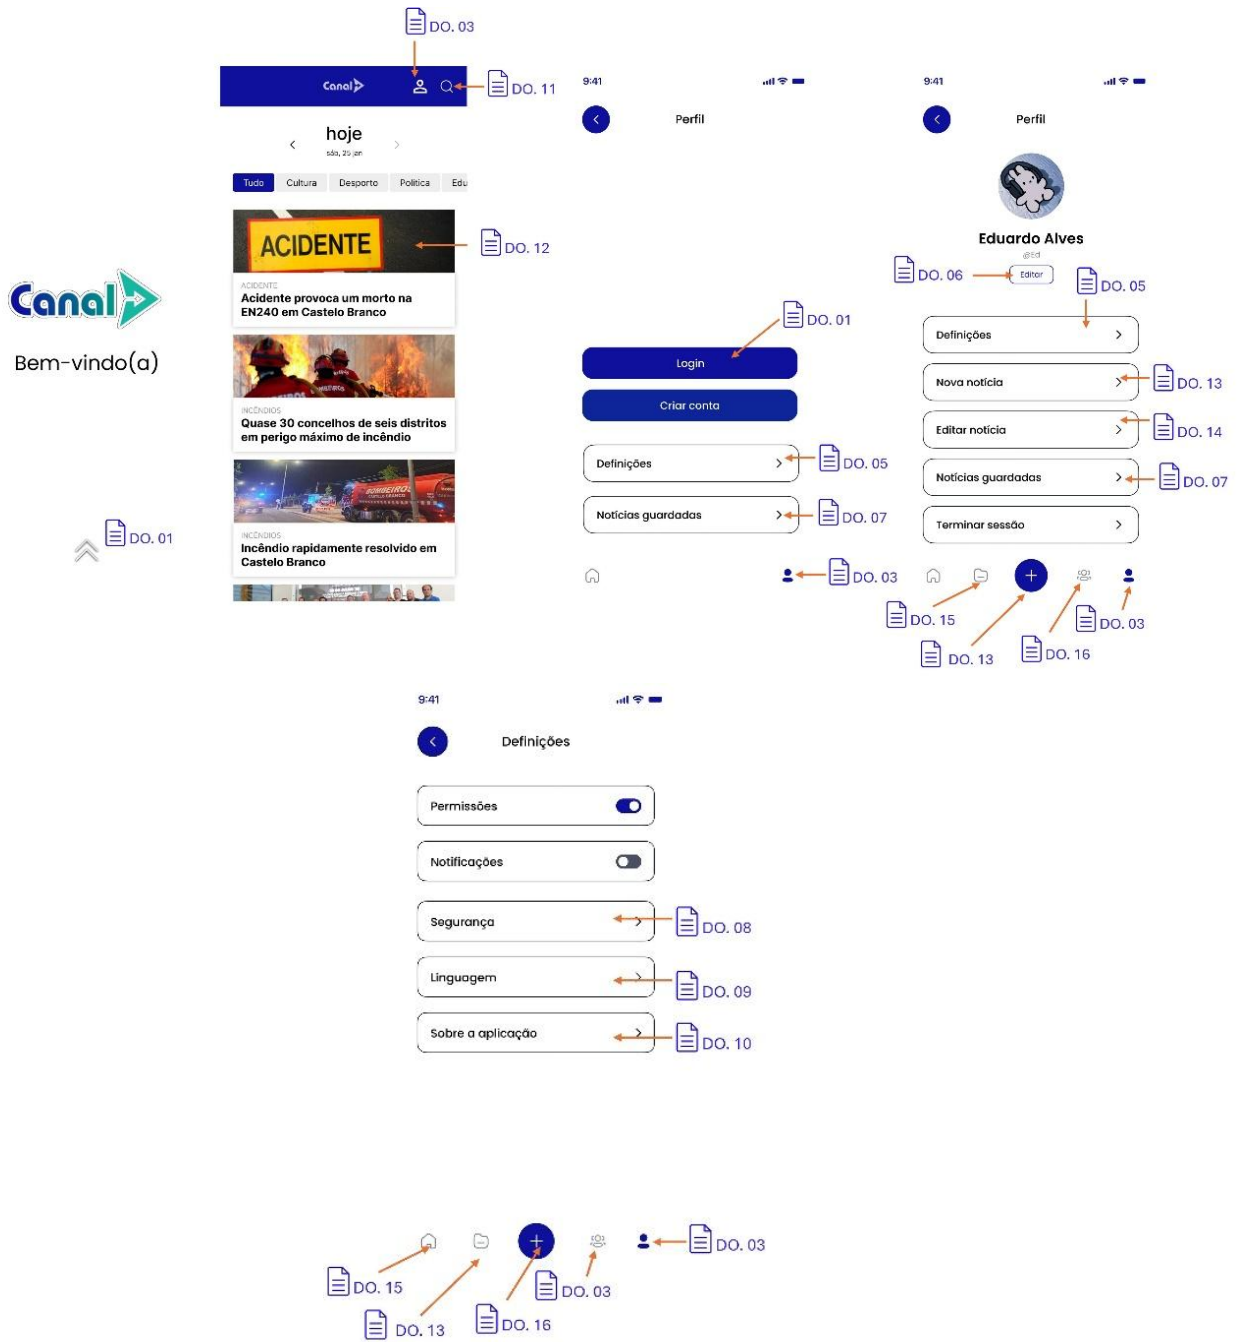 Canal
Bem-vindo(a)
DO. 01
DO. 03
DO. 11
Canal
hoje
sáb, 25 jan
Tudo
Cultura
Desporto
Política
Edu
ACIDENTE
DO. 12
ACIDENTE
Acidente provoca um morto na
EN240 em Castelo Branco
INCÊNDIOS
Quase 30 concelhos de seis distritos
em perigo máximo de incêndio
BOMBEIROS
INCÊNDIOS
Incêndio rapidamente resolvido em
Castelo Branco
9:41
Perfil
DO. 01
Login
Criar conta
Definições
DO. 05
Notícias guardadas
DO. 07
DO. 03
9:41
Perfil
Eduardo Alves
@Ed
DO. 06
Editar
DO. 05
Definições
Nova notícia
DO. 13
Editar notícia
DO. 14
Notícias guardadas
DO. 07
Terminar sessão
DO. 15
DO. 13
DO. 16
DO. 03
9:41
Definições
Permissões
Notificações
Segurança
DO. 08
Linguagem
DO. 09
Sobre a aplicação
DO. 10
DO. 03
DO. 15
DO. 03
DO. 13
DO. 16